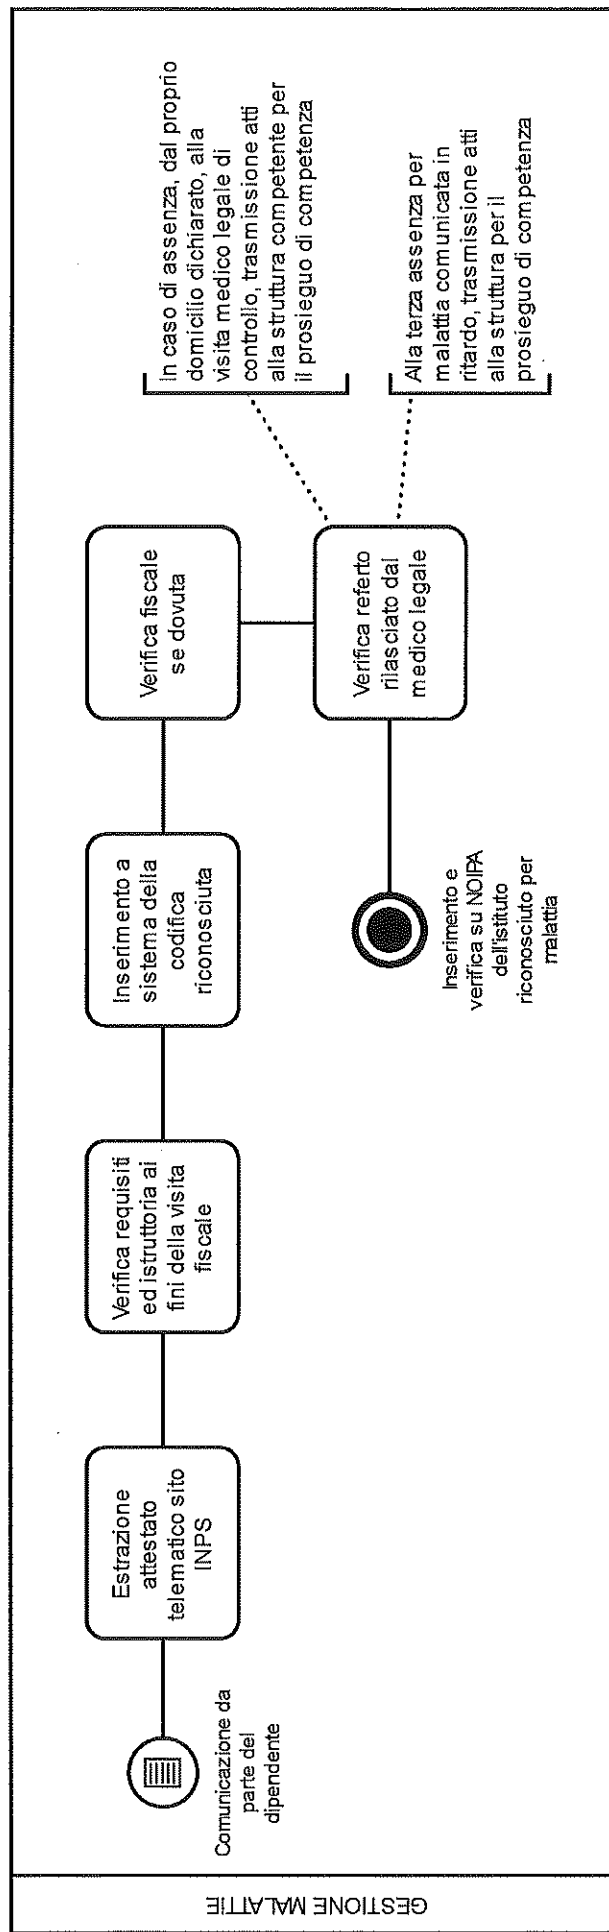 GESTIONE MALATTIE
Comunicazione da
parte del
dipendente
Estrazione
attestato
telematico sito
INPS
Verifica requisiti
ed istruttoria ai
fini della visita
fiscale
Inserimento a
sistema della
codifica
riconosciuta
Verifica fiscale
se dovuta
Verifica referto
rilasciato dal
medico legale
In caso di assenza, dal proprio
domicilio dichiarato, alla
visita medico legale di
controllo, trasmissione atti
alla struttura competente per
il prosieguo di competenza
Alla terza assenza per
malattia comunicata in
ritardo, trasmissione atti
alla struttura per il
prosieguo di competenza
Inserimento e
verifica su NOIPA
dell'istituto
riconosciuto per
malattia